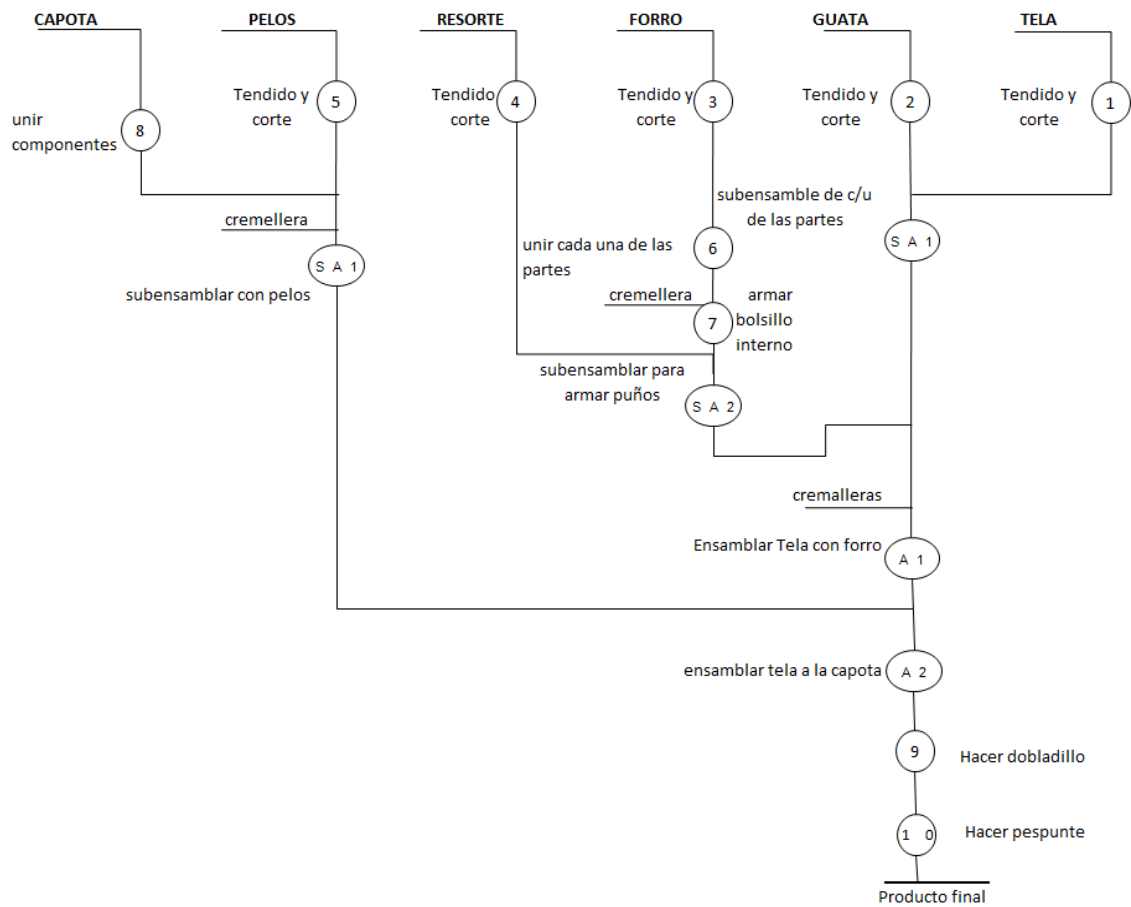 CAPOTA
PELOS
RESORTE
FORRO
GUATA
TELA
Tendido y
corte
5
Tendido
corte
4
Tendido y
corte
3
Tendido y
corte
2
Tendido y
corte
1
unir
componentes
8
cremellera
S A 1
subensamblar con pelos
unir cada una de las
partes
6
subensamble de c/u
de las partes
S A 1
cremellera
7
armar
bolsillo
interno
subensamblar para
armar puños
S A 2
cremalleras
Ensamblar Tela con forro
A 1
ensamblar tela a la capota
A 2
9
Hacer dobladillo
1 0
Hacer pespunte
Producto final